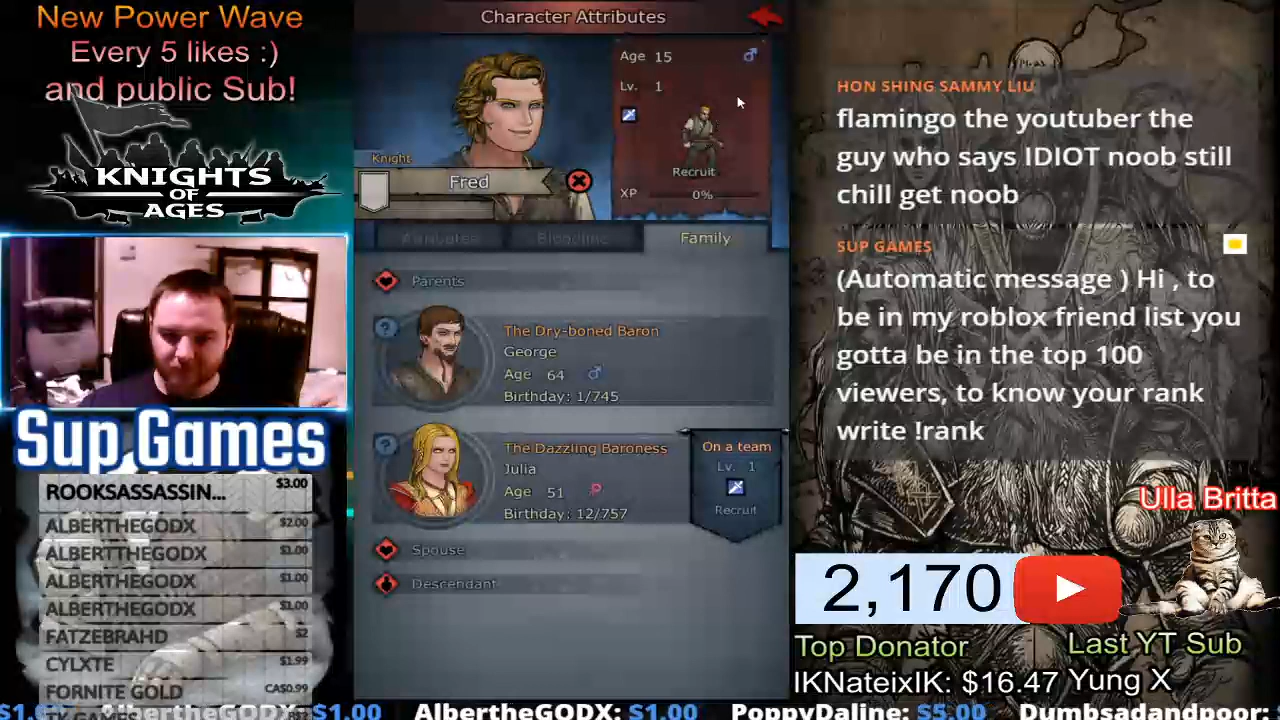 New Power Wave
Every 5 likes :)
and public Sub!
KNIGHTS
OF
AGES
Sup Games
ROOKSASSASSIN... $3.00
ALBERTHEGODX $2.00
ALBERTTHEGODX $1.00
ALBERTHEGODX $1.00
ALBERTHEGODX $1.00
FATZEBRAHD $2
CYLXTE $1.99
FORNITE GOLD CA$0.99
Character Attributes
Age 15
Lv. 1
Knight
Fred
Recruit
XP 0%
Attributes Bloodline Family
Parents
The Dry-boned Baron
George
Age 64
Birthday: 1/745
The Dazzling Baroness
Julia
Age 51
Birthday: 12/757
On a team
Lv. 1
Recruit
Spouse
Descendant
HON SHING SAMMY LIU
flamingo the youtuber the
guy who says IDIOT noob still
chill get noob
SUP GAMES
(Automatic message ) Hi , to
be in my roblox friend list you
gotta be in the top 100
viewers, to know your rank
write !rank
Ulla Britta
2,170
Top Donator
IKNateixIK: $16.47
Last YT Sub
Yung X
AlbertheGODX: $1.00 AlbertheGODX: $1.00 PoppyDaline: $5.00 Dumbsadandpoor: